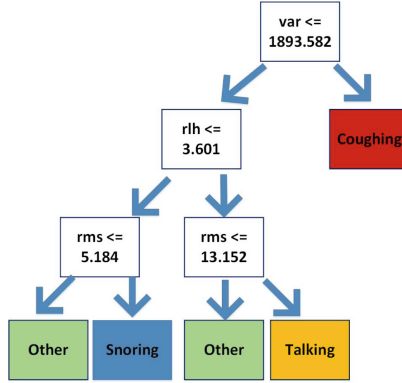 var <=
1893.582
rlh <=
3.601
Coughing
rms <=
5.184
rms <=
13.152
Other
Snoring
Other
Talking